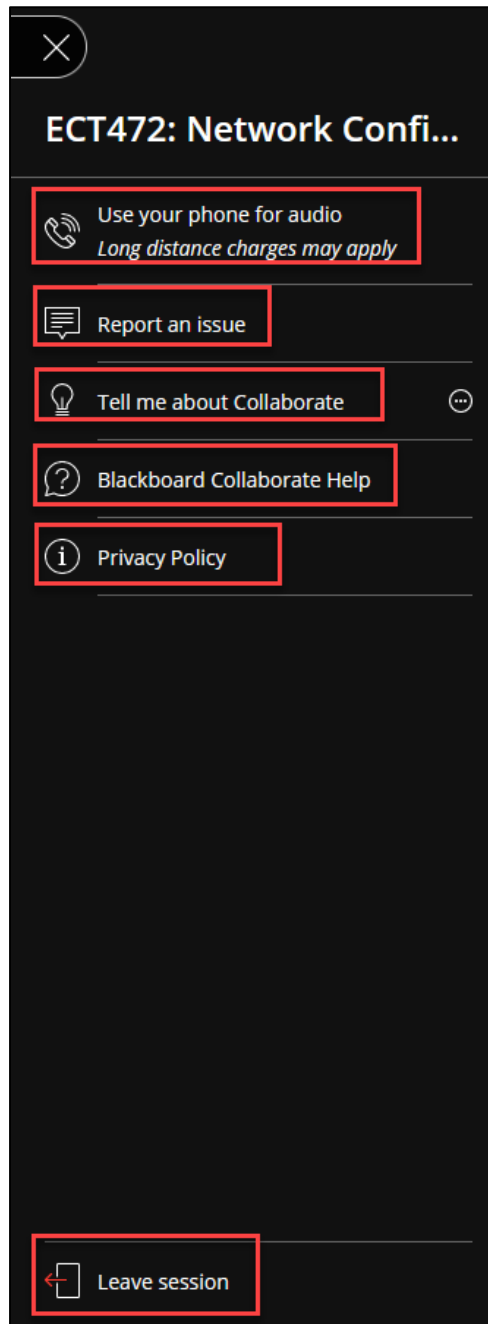 ECT472: Network Confi...
Use your phone for audio
Long distance charges may apply
Report an issue
Tell me about Collaborate
Blackboard Collaborate Help
Privacy Policy
Leave session